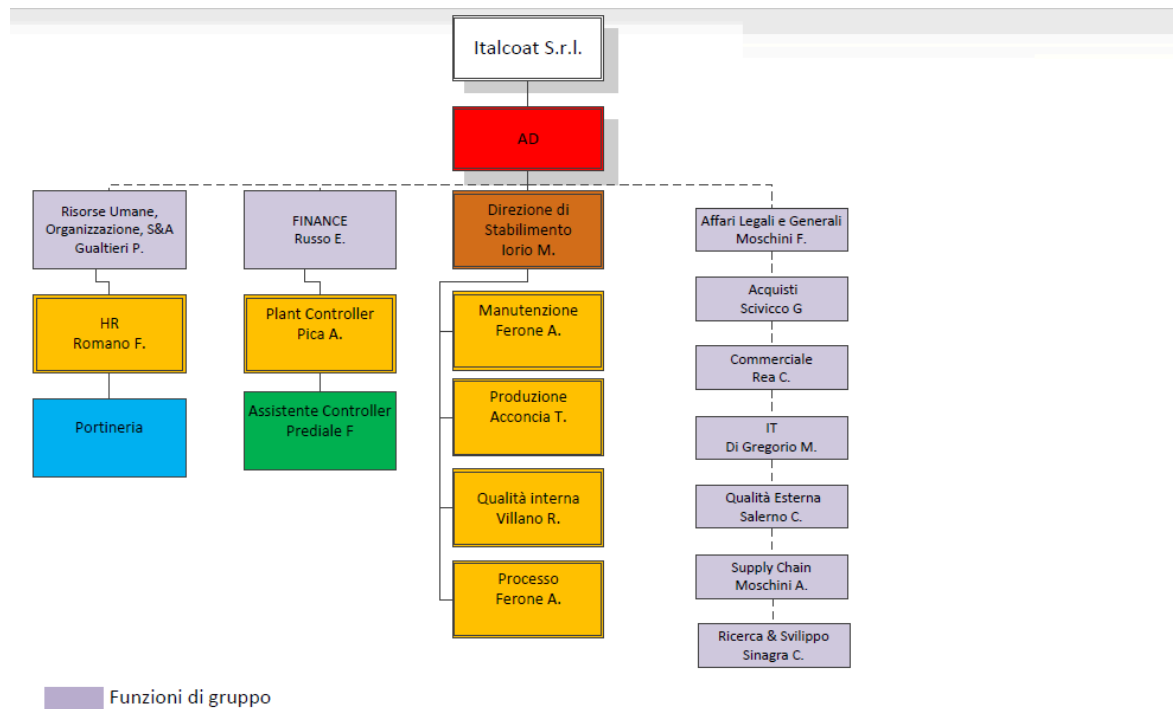 Italcoat S.r.l.
AD
Risorse Umane,
Organizzazione, S&A
Gualtieri P.
FINANCE
Russo E.
Direzione di
Stabilimento
Iorio M.
Affari Legali e Generali
Moschini F.
HR
Romano F.
Plant Controller
Pica A.
Manutenzione
Ferone A.
Acquisti
Scivicco G
Commerciale
Rea C.
Portineria
Assistente Controller
Prediale F
Produzione
Acconcia T.
IT
Di Gregorio M.
Qualità interna
Villano R.
Qualità Esterna
Salerno C.
Processo
Ferone A.
Supply Chain
Moschini A.
Ricerca & Svilippo
Sinagra C.
Funzioni di gruppo